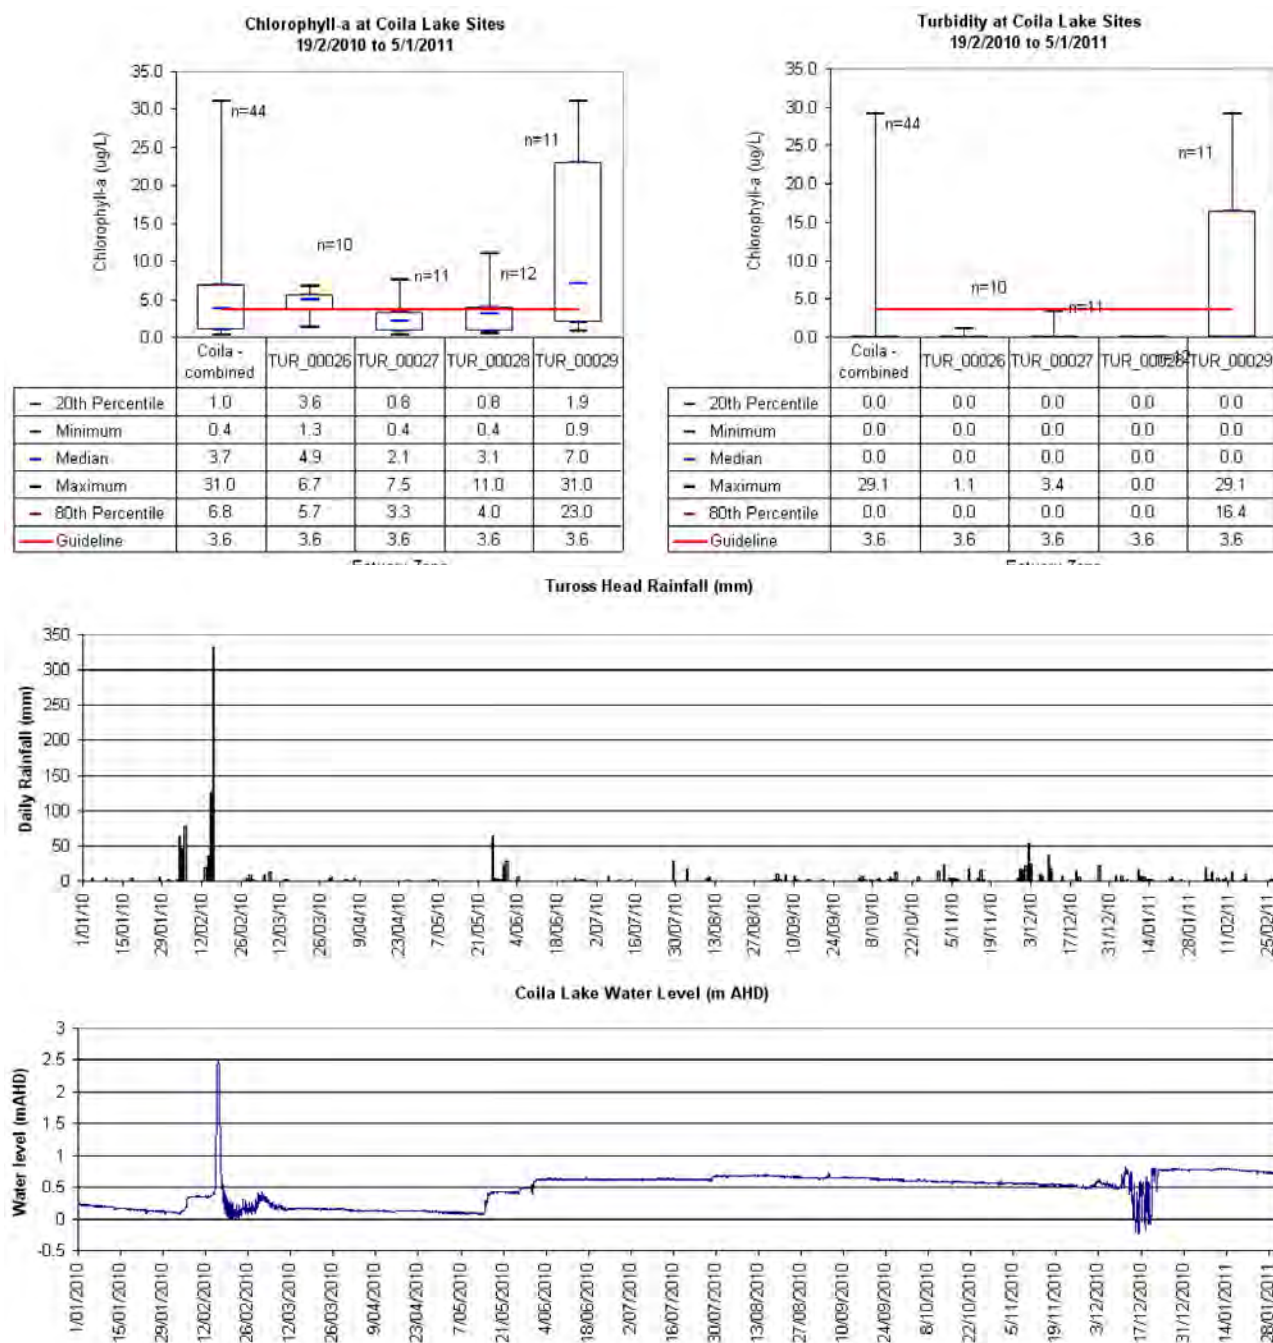 Chlorophyll-a at Coila Lake Sites
19/2/2010 to 5/1/2011
Chlorophyll-a (ug/L)
35.0
30.0
25.0
20.0
15.0
10.0
5.0
0.0
n=44
n=10
n=11
n=12
n=11
Coila - combined TUR_00026 TUR_00027 TUR_00028 TUR_00029
20th Percentile 1.0 3.6 0.8 0.8 1.9
Minimum 0.4 1.3 0.4 0.4 0.9
Median 3.7 4.9 2.1 3.1 7.0
Maximum 31.0 6.7 7.5 11.0 31.0
80th Percentile 6.8 5.7 3.3 4.0 23.0
Guideline 3.6 3.6 3.6 3.6 3.6
Estuary Zone
Turbidity at Coila Lake Sites
19/2/2010 to 5/1/2011
Chlorophyll-a (ug/L)
35.0
30.0
25.0
20.0
15.0
10.0
5.0
0.0
n=44
n=10
n=11
n=12
n=11
Coila - combined TUR_00026 TUR_00027 TUR_00028 TUR_00029
20th Percentile 0.0 0.0 0.0 0.0 0.0
Minimum 0.0 0.0 0.0 0.0 0.0
Median 0.0 0.0 0.0 0.0 0.0
Maximum 29.1 1.1 3.4 0.0 29.1
80th Percentile 0.0 0.0 0.0 0.0 16.4
Guideline 3.6 3.6 3.6 3.6 3.6
Estuary Zone
Tuross Head Rainfall (mm)
Daily Rainfall (mm)
350
300
250
200
150
100
50
0
1/01/10 15/01/10 29/01/10 12/02/10 26/02/10 12/03/10 26/03/10 9/04/10 23/04/10 7/05/10 21/05/10 4/06/10 18/06/10 2/07/10 16/07/10 30/07/10 13/08/10 27/08/10 10/09/10 24/09/10 8/10/10 22/10/10 5/11/10 19/11/10 3/12/10 17/12/10 31/12/10 14/01/11 28/01/11 11/02/11 25/02/11
Coila Lake Water Level (m AHD)
Water level (mAHD)
3
2.5
2
1.5
1
0.5
0
-0.5
1/01/2010 15/01/2010 29/01/2010 12/02/2010 26/02/2010 12/03/2010 26/03/2010 9/04/2010 23/04/2010 7/05/2010 21/05/2010 4/06/2010 18/06/2010 2/07/2010 16/07/2010 30/07/2010 13/08/2010 27/08/2010 10/09/2010 24/09/2010 8/10/2010 22/10/2010 5/11/2010 19/11/2010 3/12/2010 17/12/2010 31/12/2010 14/01/2011 28/01/2011